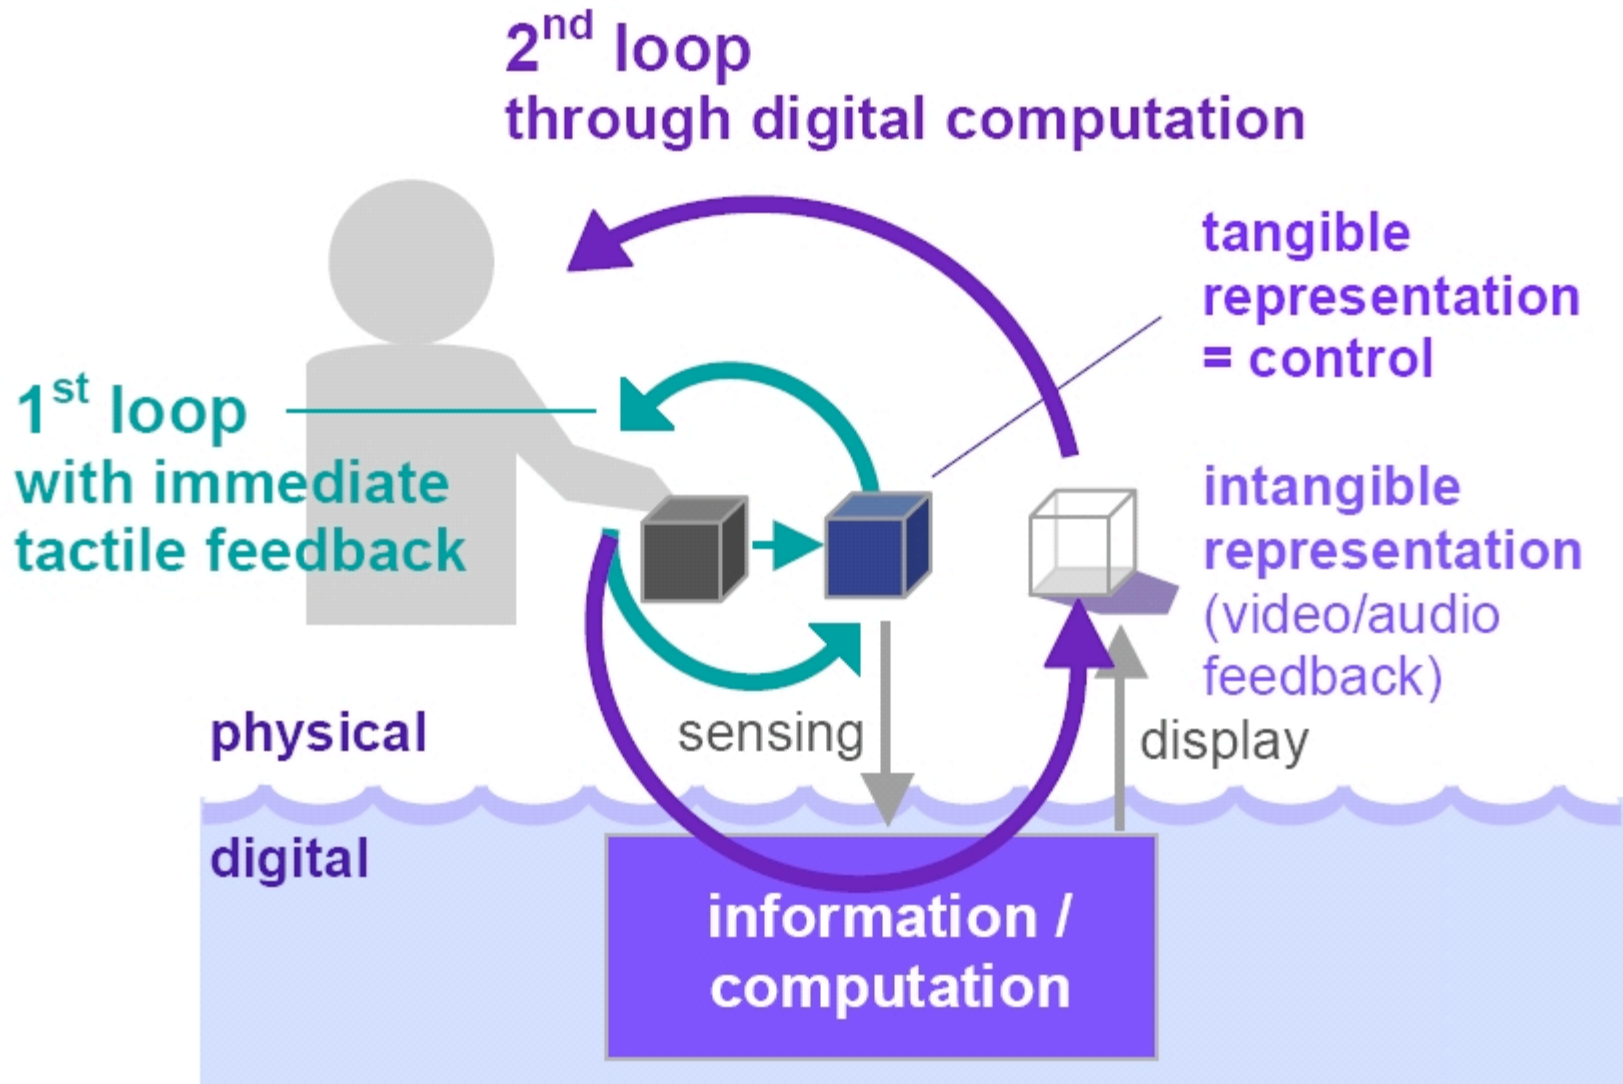 2nd loop
through digital computation
tangible
representation
= control
1st loop
with immediate
tactile feedback
intangible
representation
(video/audio
feedback)
physical
sensing
display
digital
information /
computation